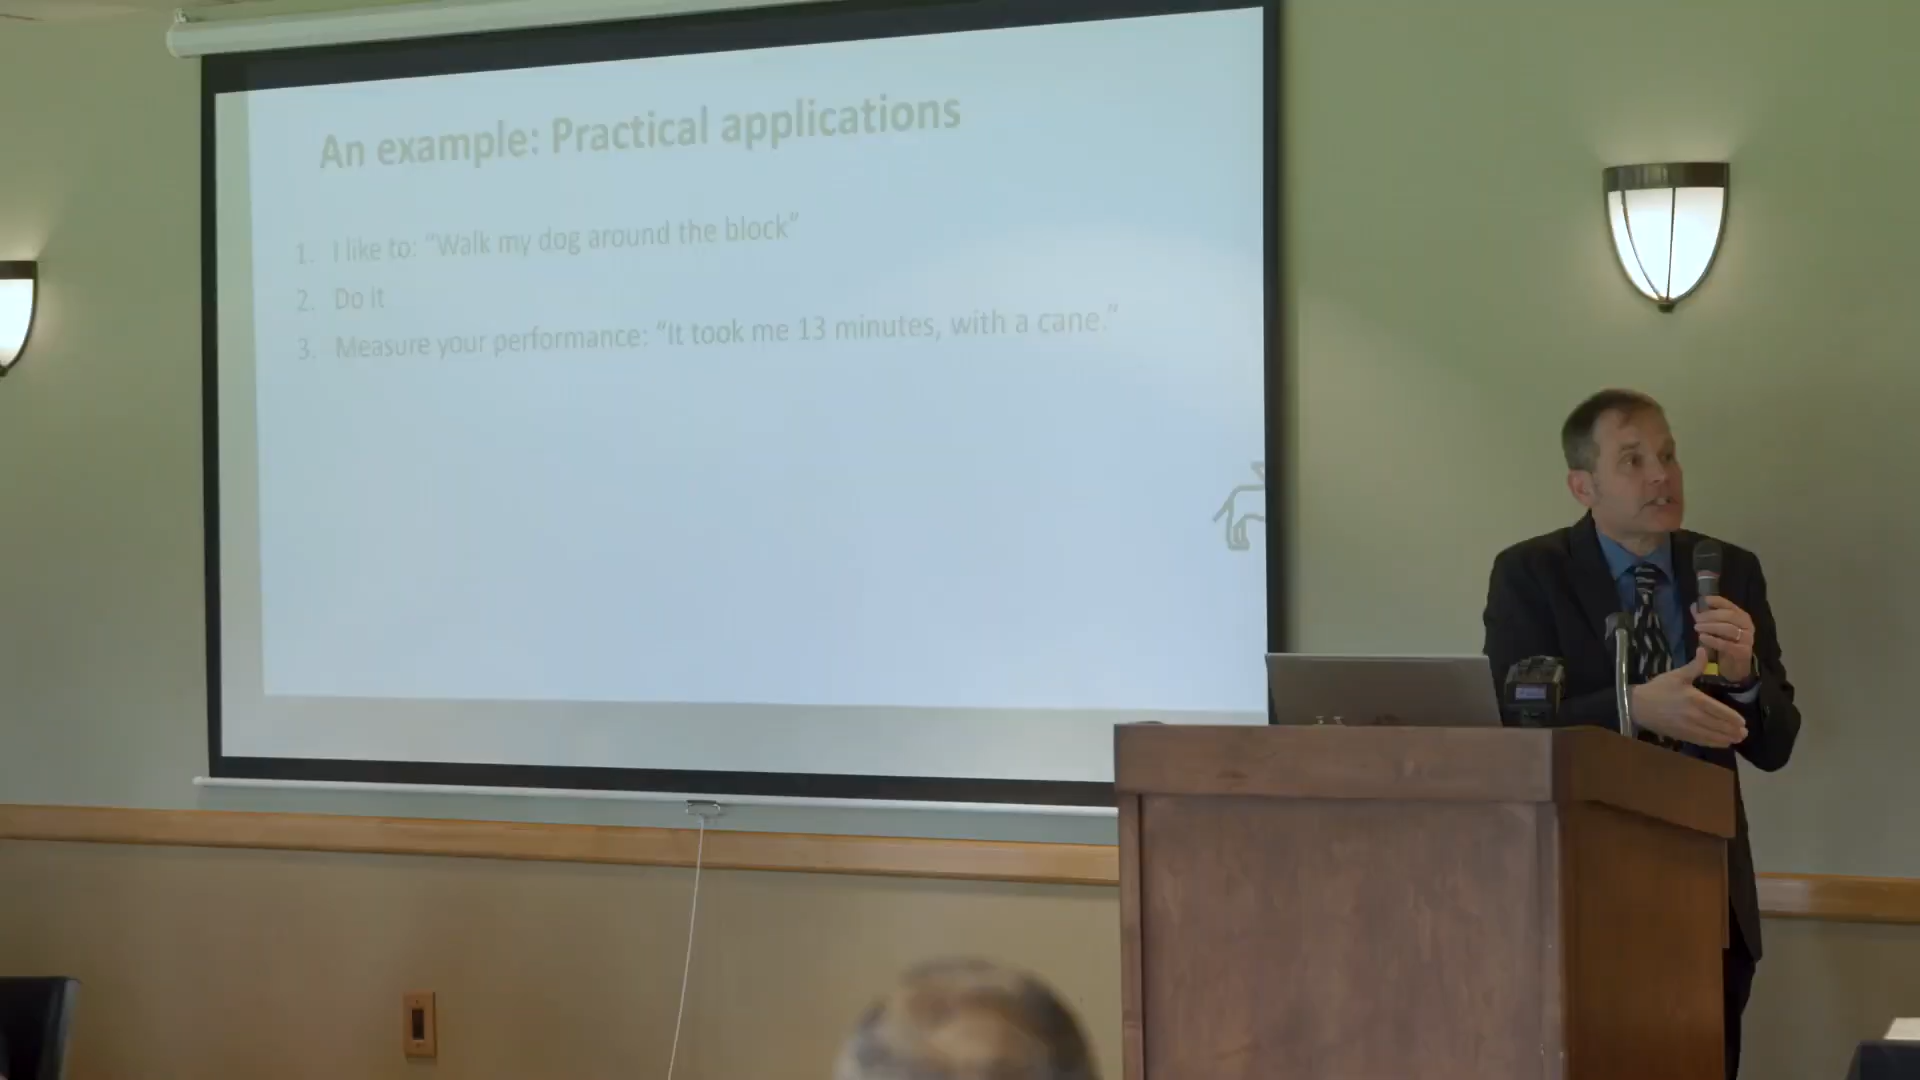 An example: Practical applications
1. I like to: “Walk my dog around the block”
2. Do it
3. Measure your performance: “It took me 13 minutes, with a cane.”